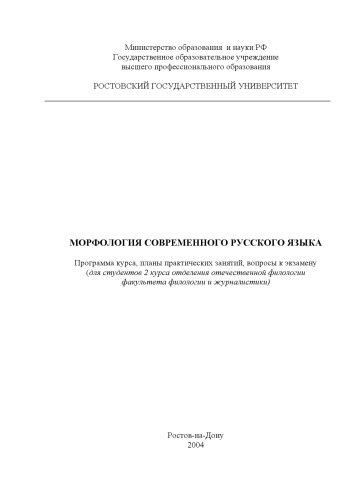 Министерство образования и науки РФ
Государственное образовательное учреждение
высшего профессионального образования
РОСТОВСКИЙ ГОСУДАРСТВЕННЫЙ УНИВЕРСИТЕТ
МОРФОЛОГИЯ СОВРЕМЕННОГО РУССКОГО ЯЗЫКА
Программа курса, планы практических занятий, вопросы к экзамену
(для студентов 2 курса отделения отечественной филологии
факультета филологии и журналистики)
Ростов-на-Дону
2004